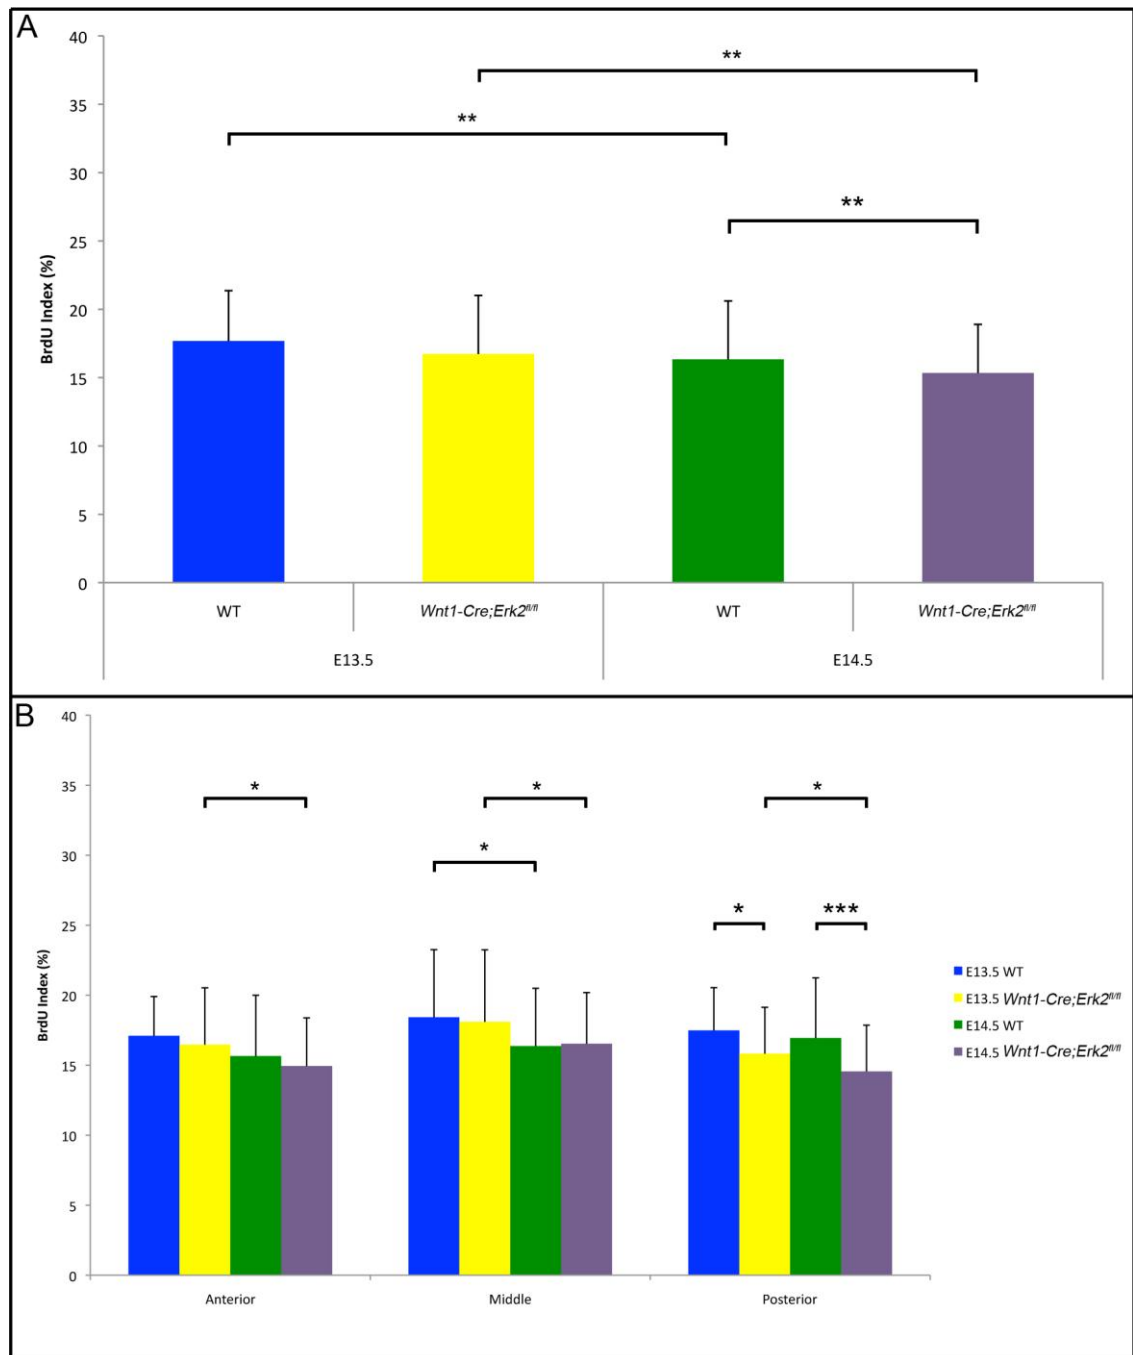 A
40
35
30
25
20
15
10
5
0
BrdU Index (%)
**
**
**
WT Wnt1-Cre;Erk2fl/fl WT Wnt1-Cre;Erk2fl/fl
E13.5 E14.5
B
40
35
30
25
20
15
10
5
0
BrdU Index (%)
* * *
*
* ***
E13.5 WT
E13.5 Wnt1-Cre;Erk2fl/fl
E14.5 WT
E14.5 Wnt1-Cre;Erk2fl/fl
Anterior Middle Posterior